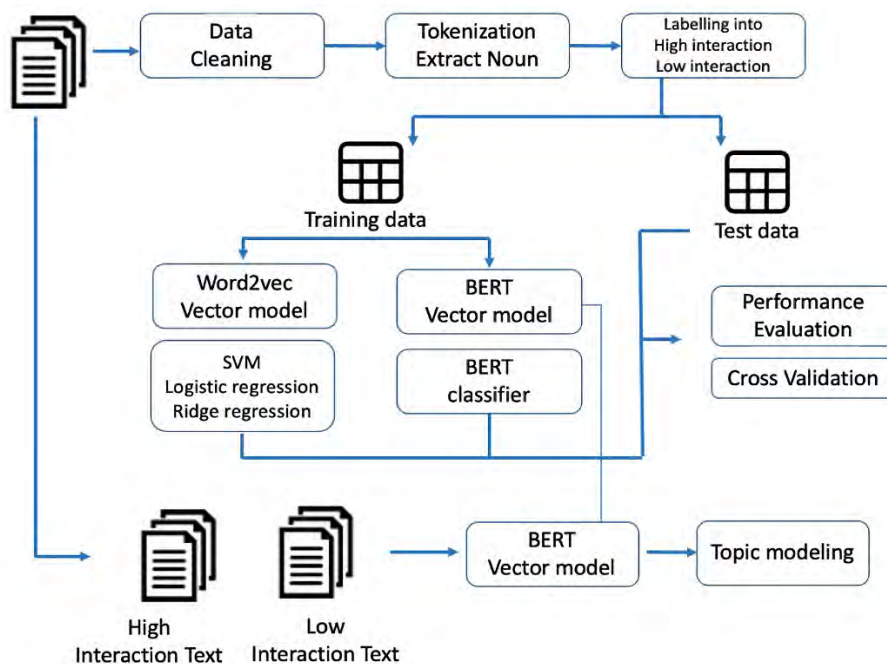 Data
Cleaning
Tokenization
Extract Noun
Labelling into
High interaction
Low interaction
Training data
Test data
Word2vec
Vector model
BERT
Vector model
Performance
Evaluation
SVM
Logistic regression
Ridge regression
BERT
classifier
Cross Validation
BERT
Vector model
Topic modeling
High
Interaction Text
Low
Interaction Text